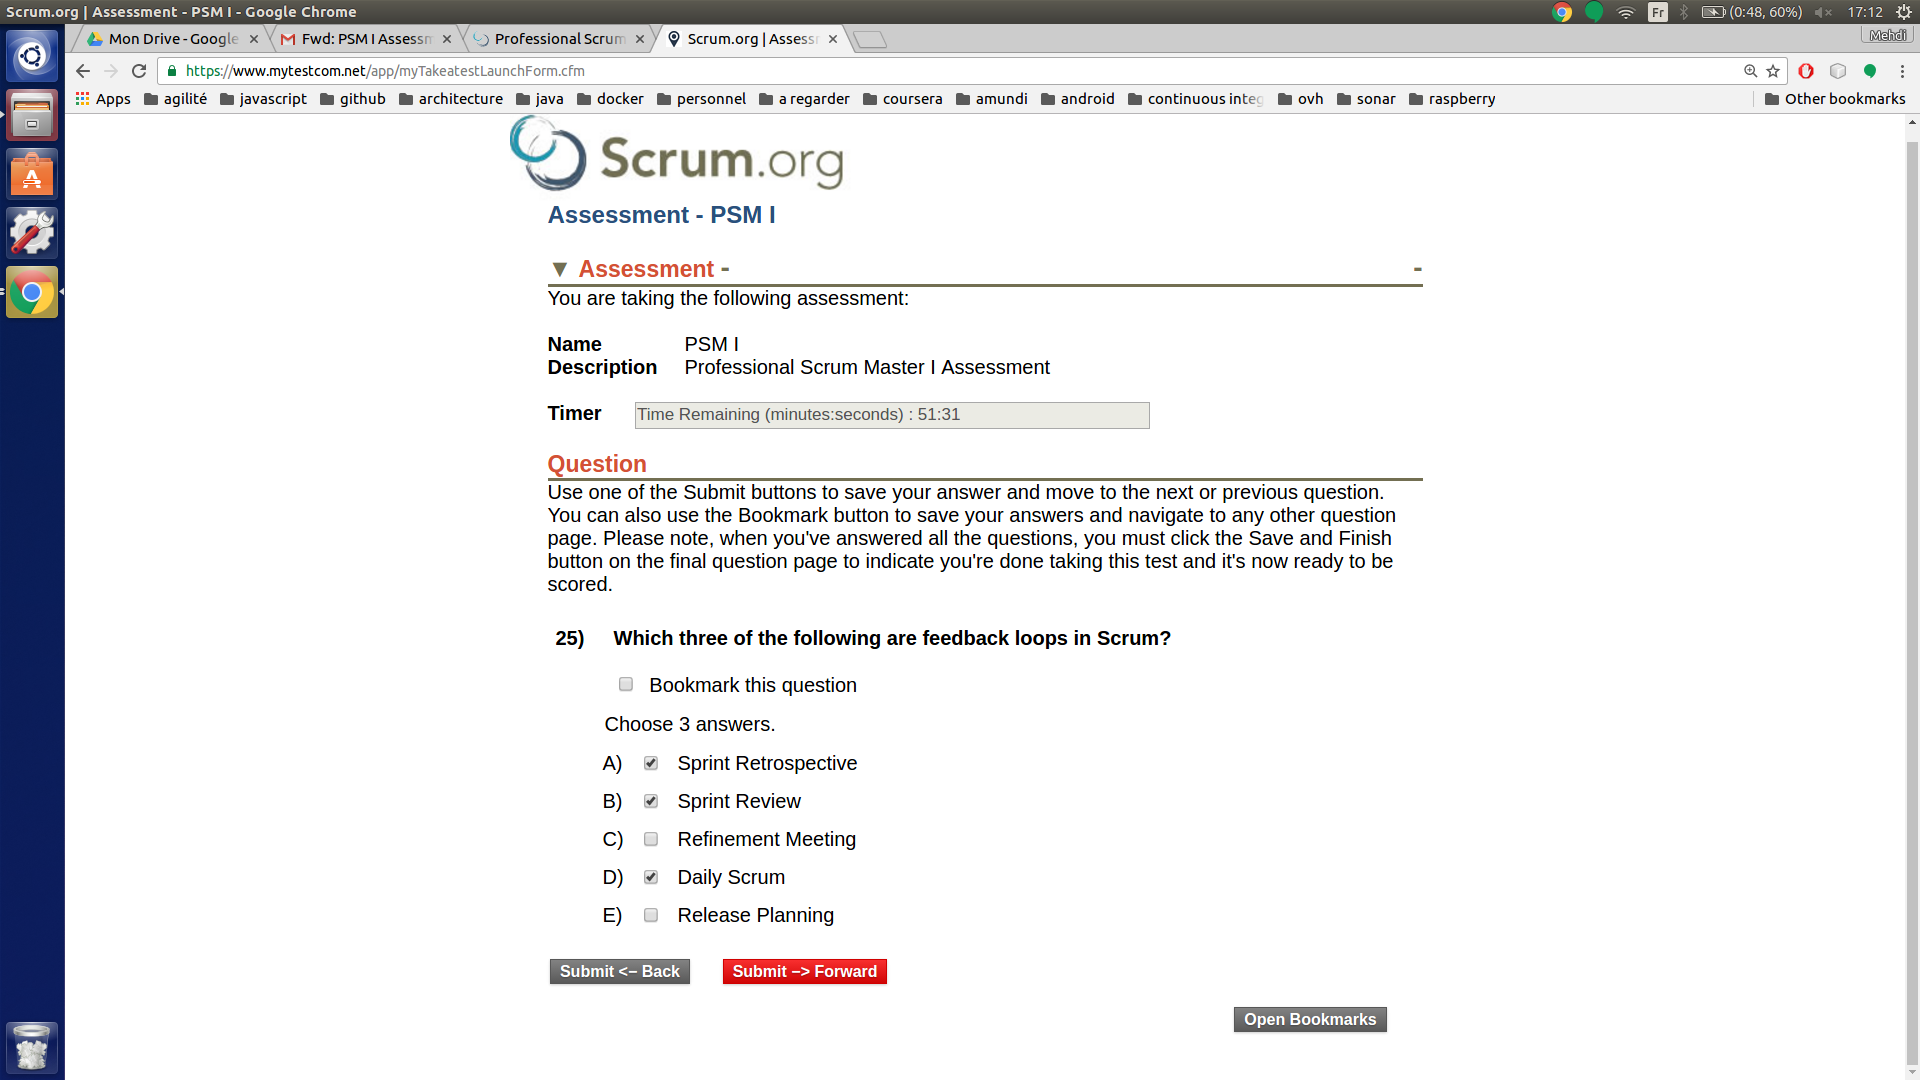 Scrum.org | Assessment - PSM I - Google Chrome
Fr
(0:48, 60%)
17:12
Mon Drive - Google
Fwd: PSM I Assessm
Professional Scrum
Scrum.org | Assess
Mehdi
https://www.mytestcom.net/app/myTakeatestLaunchForm.cfm
Apps agilité javascript github architecture java docker personnel a regarder coursera amundi android continuous integ ovh sonar raspberry Other bookmarks
Scrum.org
Assessment - PSM I
▼ Assessment - -
You are taking the following assessment:
Name PSM I
Description Professional Scrum Master I Assessment
Timer Time Remaining (minutes:seconds) : 51:31
Question
Use one of the Submit buttons to save your answer and move to the next or previous question.
You can also use the Bookmark button to save your answers and navigate to any other question
page. Please note, when you've answered all the questions, you must click the Save and Finish
button on the final question page to indicate you're done taking this test and it's now ready to be
scored.
25) Which three of the following are feedback loops in Scrum?
Bookmark this question
Choose 3 answers.
A) Sprint Retrospective
B) Sprint Review
C) Refinement Meeting
D) Daily Scrum
E) Release Planning
Submit <– Back Submit –> Forward
Open Bookmarks